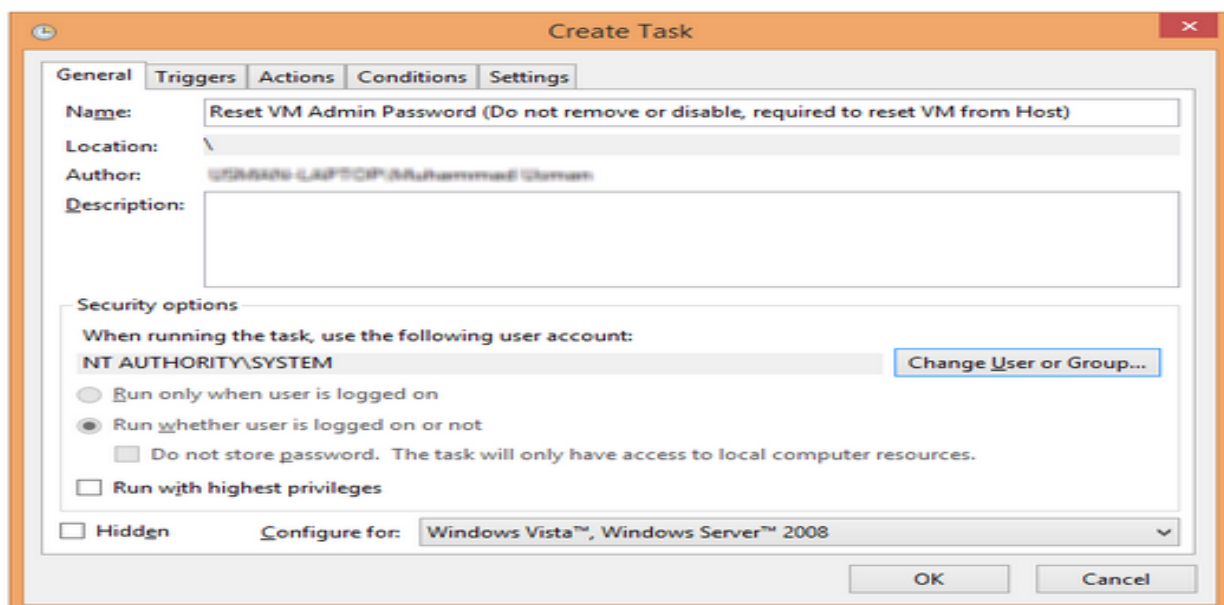 Create Task
General Triggers Actions Conditions Settings
Name: Reset VM Admin Password (Do not remove or disable, required to reset VM from Host)
Location: \
Author:
Description:
Security options
When running the task, use the following user account:
NT AUTHORITY\SYSTEM Change User or Group...
Run only when user is logged on
Run whether user is logged on or not
Do not store password. The task will only have access to local computer resources.
Run with highest privileges
Hidden Configure for: Windows Vista™, Windows Server™ 2008
OK Cancel